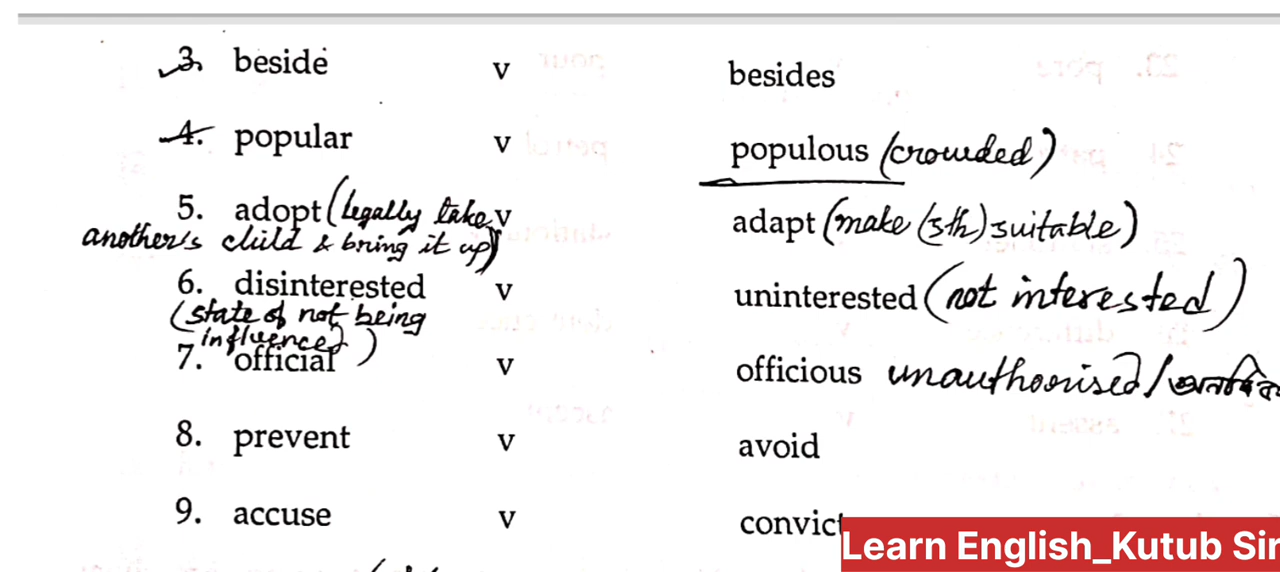 3. beside v besides
4. popular v populous (crowded)
5. adopt (legally take v adapt (make (sth) suitable)
another's child & bring it up)
6. disinterested v uninterested (not interested)
(state of not being
influenced)
7. official v officious unauthoorised /
8. prevent v avoid
9. accuse v convict
Learn English_Kutub Sir